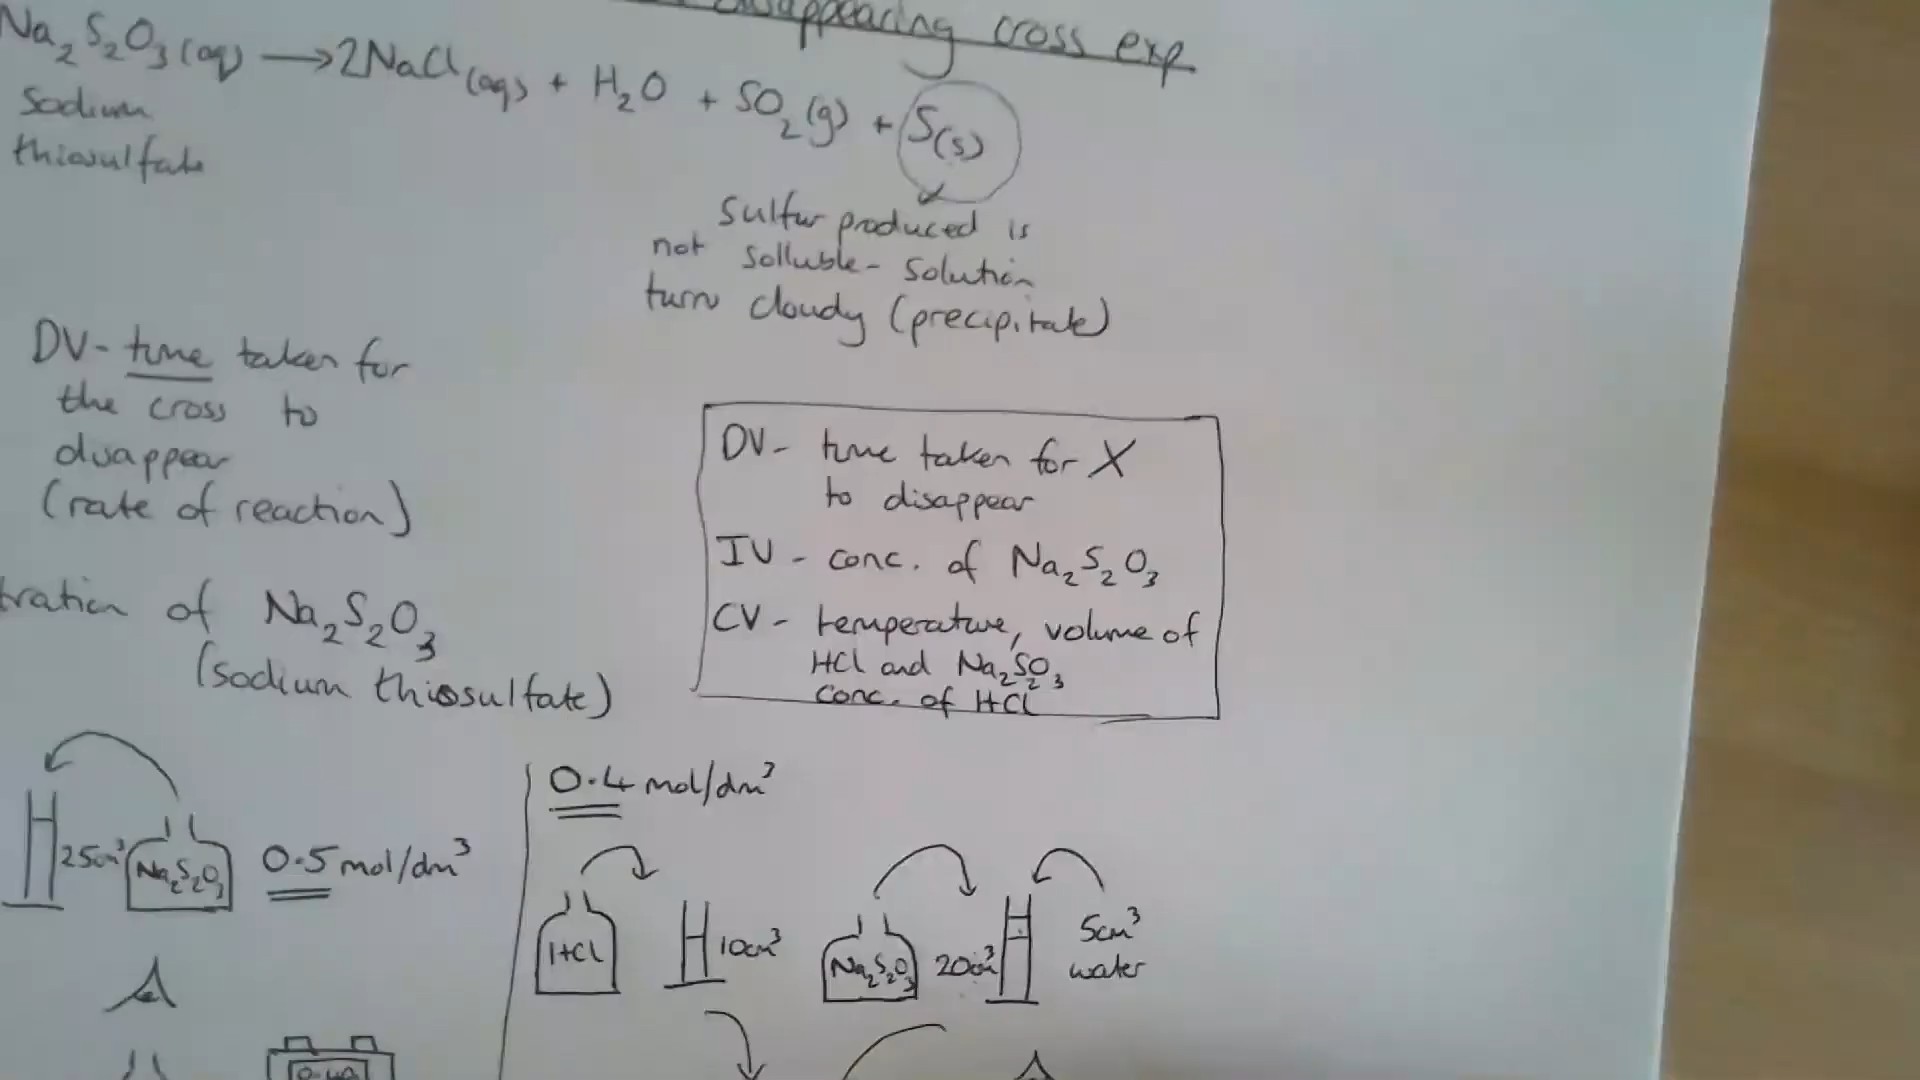 disappearing cross exp
Na₂S₂O₃(aq) → 2NaCl(aq) + H₂O + SO₂(g) + S(s)
Sodium
thiosulfate
Sulfur produced is
not solluble - solution
turn cloudy (precipitate)
DV - time taken for
the cross to
disappear
(rate of reaction)
DV - time taken for X
to disappear
IV - conc. of Na₂S₂O₃
CV - temperature, volume of
HCl and Na₂S₂O₃
conc. of HCl
tration of Na₂S₂O₃
(sodium thiosulfate)
25cm³ Na₂S₂O₃ 0.5 mol/dm³
0.4 mol/dm³
HCl 10cm³ Na₂S₂O₃ 20cm³ 5cm³
water